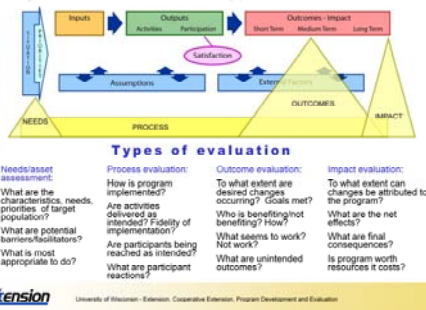 Inputs
Outputs
Activities Participation
Outcomes - Impact
Short Term Medium Term Long Term
SITUATION
PRIORITIES
Satisfaction
Assumptions
External Factors
OUTCOMES
NEEDS
PROCESS
IMPACT
Types of evaluation
Needs/asset
assessment:
What are the
characteristics, needs,
priorities of target
population?
What are potential
barriers/facilitators?
What is most
appropriate to do?
Process evaluation:
How is program
implemented?
Are activities
delivered as
intended? Fidelity of
implementation?
Are participants being
reached as intended?
What are participant
reactions?
Outcome evaluation:
To what extent are
desired changes
occurring? Goals met?
Who is benefiting/not
benefiting? How?
What seems to work?
Not work?
What are unintended
outcomes?
Impact evaluation:
To what extent can
changes be attributed to
the program?
What are the net
effects?
What are final
consequences?
Is program worth
resources it costs?
tension
University of Wisconsin - Extension, Cooperative Extension, Program Development and Evaluation